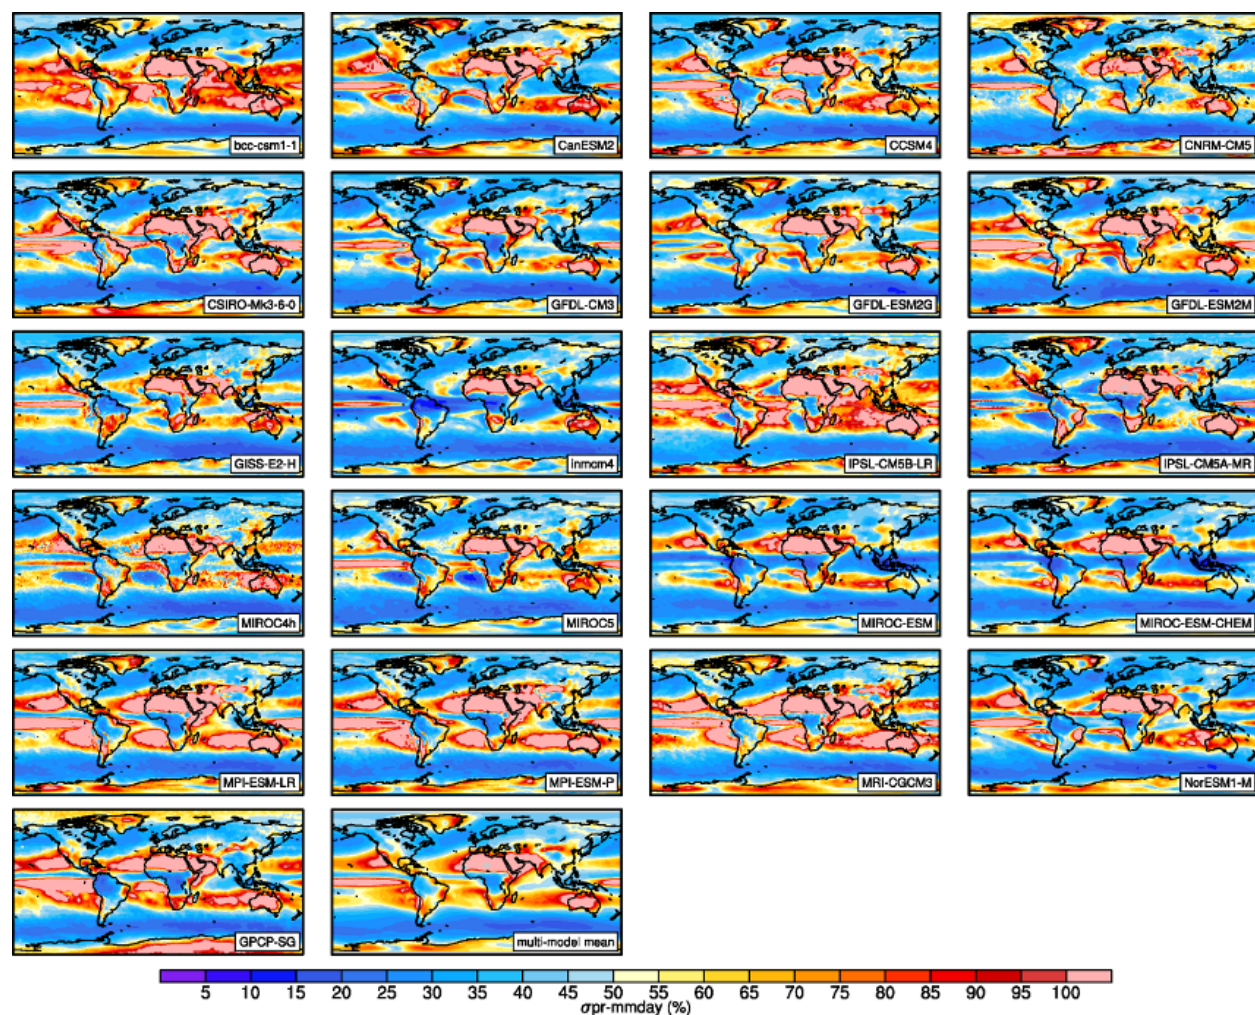 bcc-csm1-1
CanESM2
CCSM4
CNRM-CM5
CSIRO-Mk3-6-0
GFDL-CM3
GFDL-ESM2G
GFDL-ESM2M
GISS-E2-H
inmcm4
IPSL-CM5B-LR
IPSL-CM5A-MR
MIROC4h
MIROC5
MIROC-ESM
MIROC-ESM-CHEM
MPI-ESM-LR
MPI-ESM-P
MRI-CGCM3
NorESM1-M
GPCP-SG
multi-model mean
5 10 15 20 25 30 35 40 45 50 55 60 65 70 75 80 85 90 95 100
σpr-mmday (%)